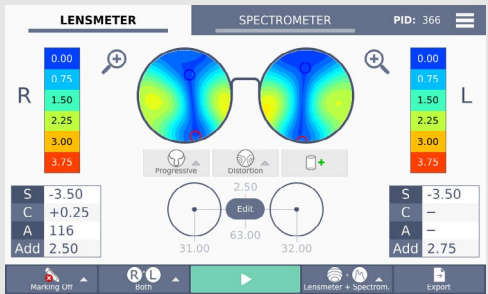 LENSMETER SPECTROMETER PID: 366
0.00 0.00
0.75 0.75
R 1.50 1.50 L
2.25 2.25
3.00 3.00
3.75 3.75
Progressive Distortion
S -3.50 2.50 S -3.50
C +0.25 Edit C –
A 116 63.00 A –
Add 2.50 31.00 32.00 Add 2.75
Marking Off R L Both Lensmeter + Spectrom. Export